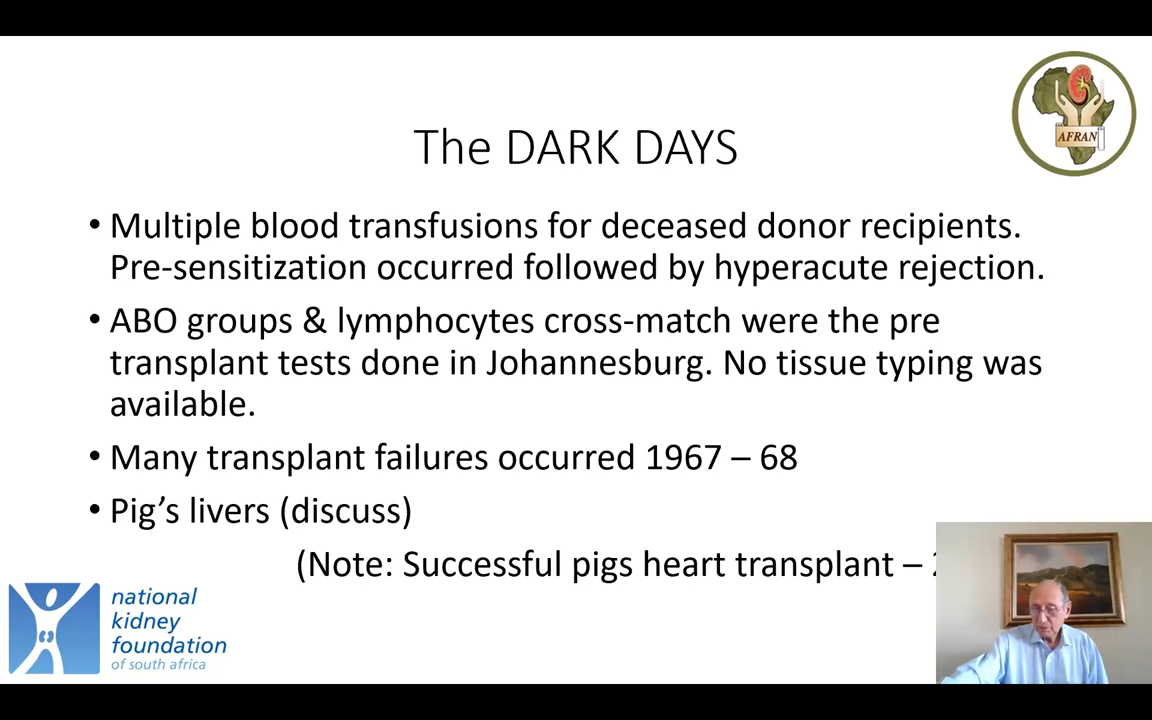 AFRAN
The DARK DAYS
• Multiple blood transfusions for deceased donor recipients.
Pre-sensitization occurred followed by hyperacute rejection.
• ABO groups & lymphocytes cross-match were the pre
transplant tests done in Johannesburg. No tissue typing was
available.
• Many transplant failures occurred 1967 – 68
• Pig’s livers (discuss)
(Note: Successful pigs heart transplant –
national
kidney
foundation
of south africa